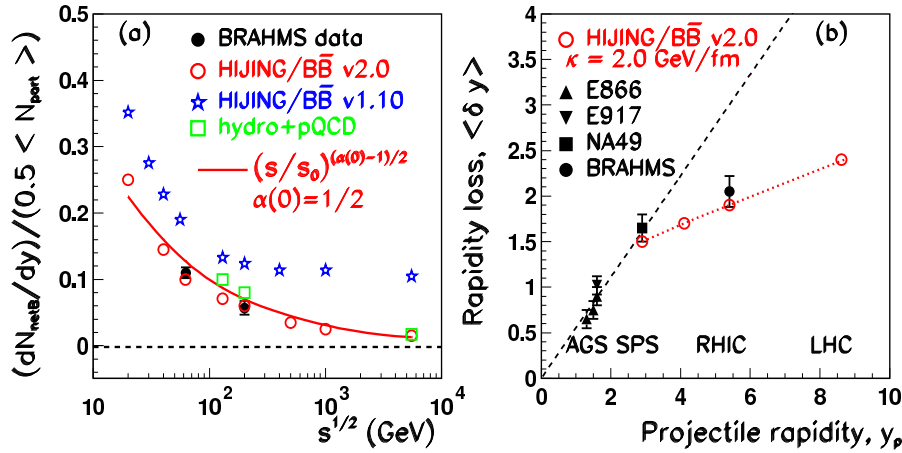 (a)
BRAHMS data
HIJING/BB̅ v2.0
HIJING/BB̅ v1.10
hydro+pQCD
(s/s₀)^(α(0)−1)/2
α(0)=1/2
0.5
0.4
0.3
0.2
0.1
0
10
10²
10³
10⁴
s^1/2 (GeV)
(dN_netB/dy)/(0.5 < N_part >)
(b)
HIJING/BB̅ v2.0
κ = 2.0 GeV/fm
E866
E917
NA49
BRAHMS
AGS SPS RHIC LHC
4
3.5
3
2.5
2
1.5
1
0.5
0
0 2 4 6 8 10
Projectile rapidity, y_p
Rapidity loss, <δ y>